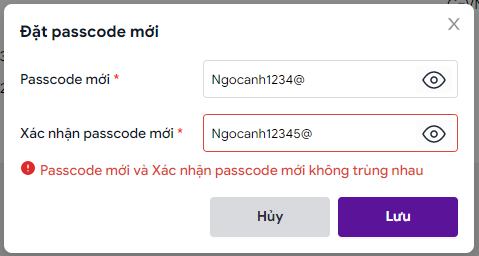 Đặt passcode mới
Passcode mới *
Ngocanh1234@
Xác nhận passcode mới *
Ngocanh12345@
Passcode mới và Xác nhận passcode mới không trùng nhau
Hủy
Lưu